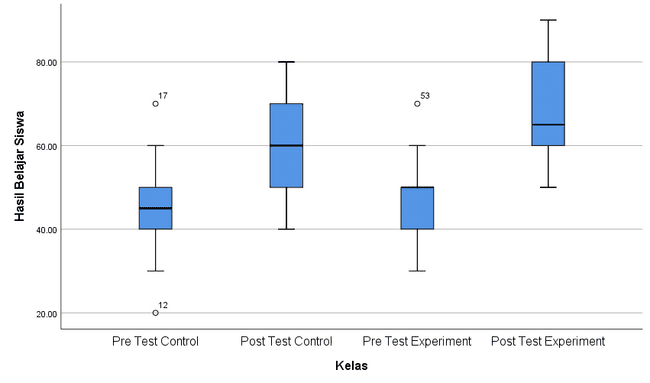 Hasil Belajar Siswa
80.00
60.00
40.00
20.00
17
12
53
Pre Test Control
Post Test Control
Pre Test Experiment
Post Test Experiment
Kelas